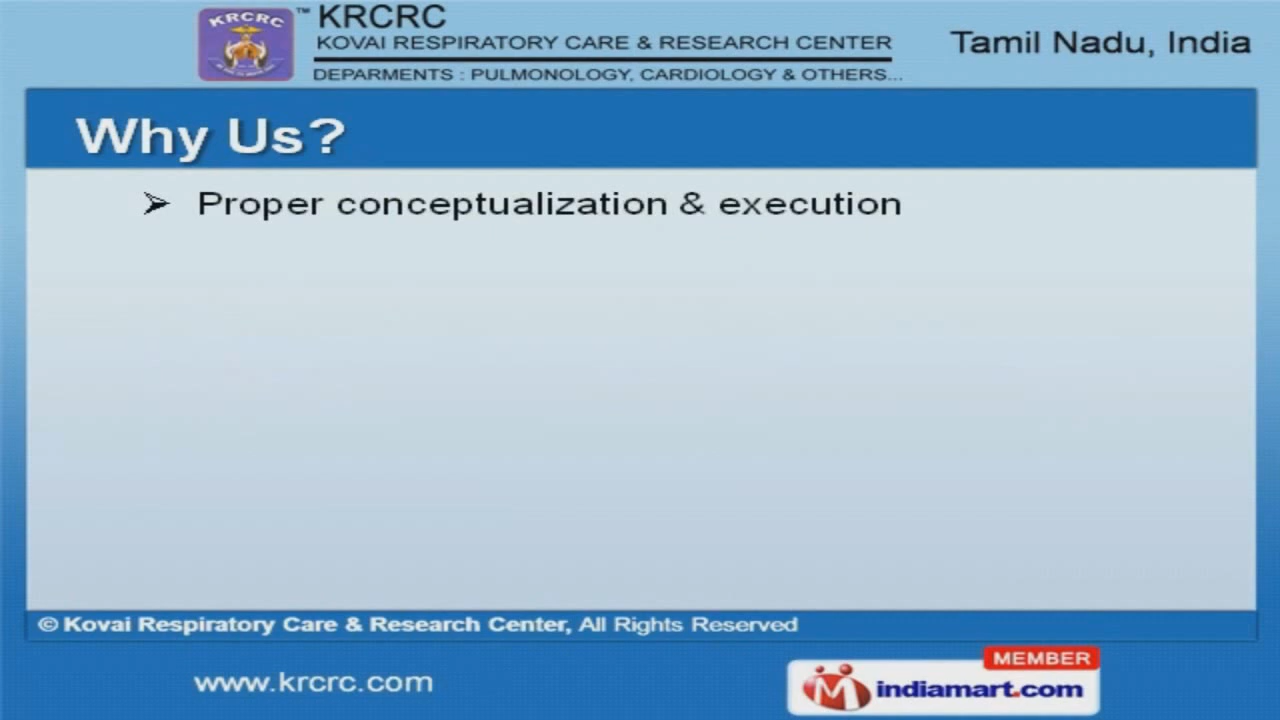 KRCRC
™
KRCRC
KOVAI RESPIRATORY CARE & RESEARCH CENTER
DEPARMENTS : PULMONOLOGY, CARDIOLOGY & OTHERS...
Tamil Nadu, India
Why Us?
➢ Proper conceptualization & execution
© Kovai Respiratory Care & Research Center, All Rights Reserved
www.krcrc.com
MEMBER
indiamart.com